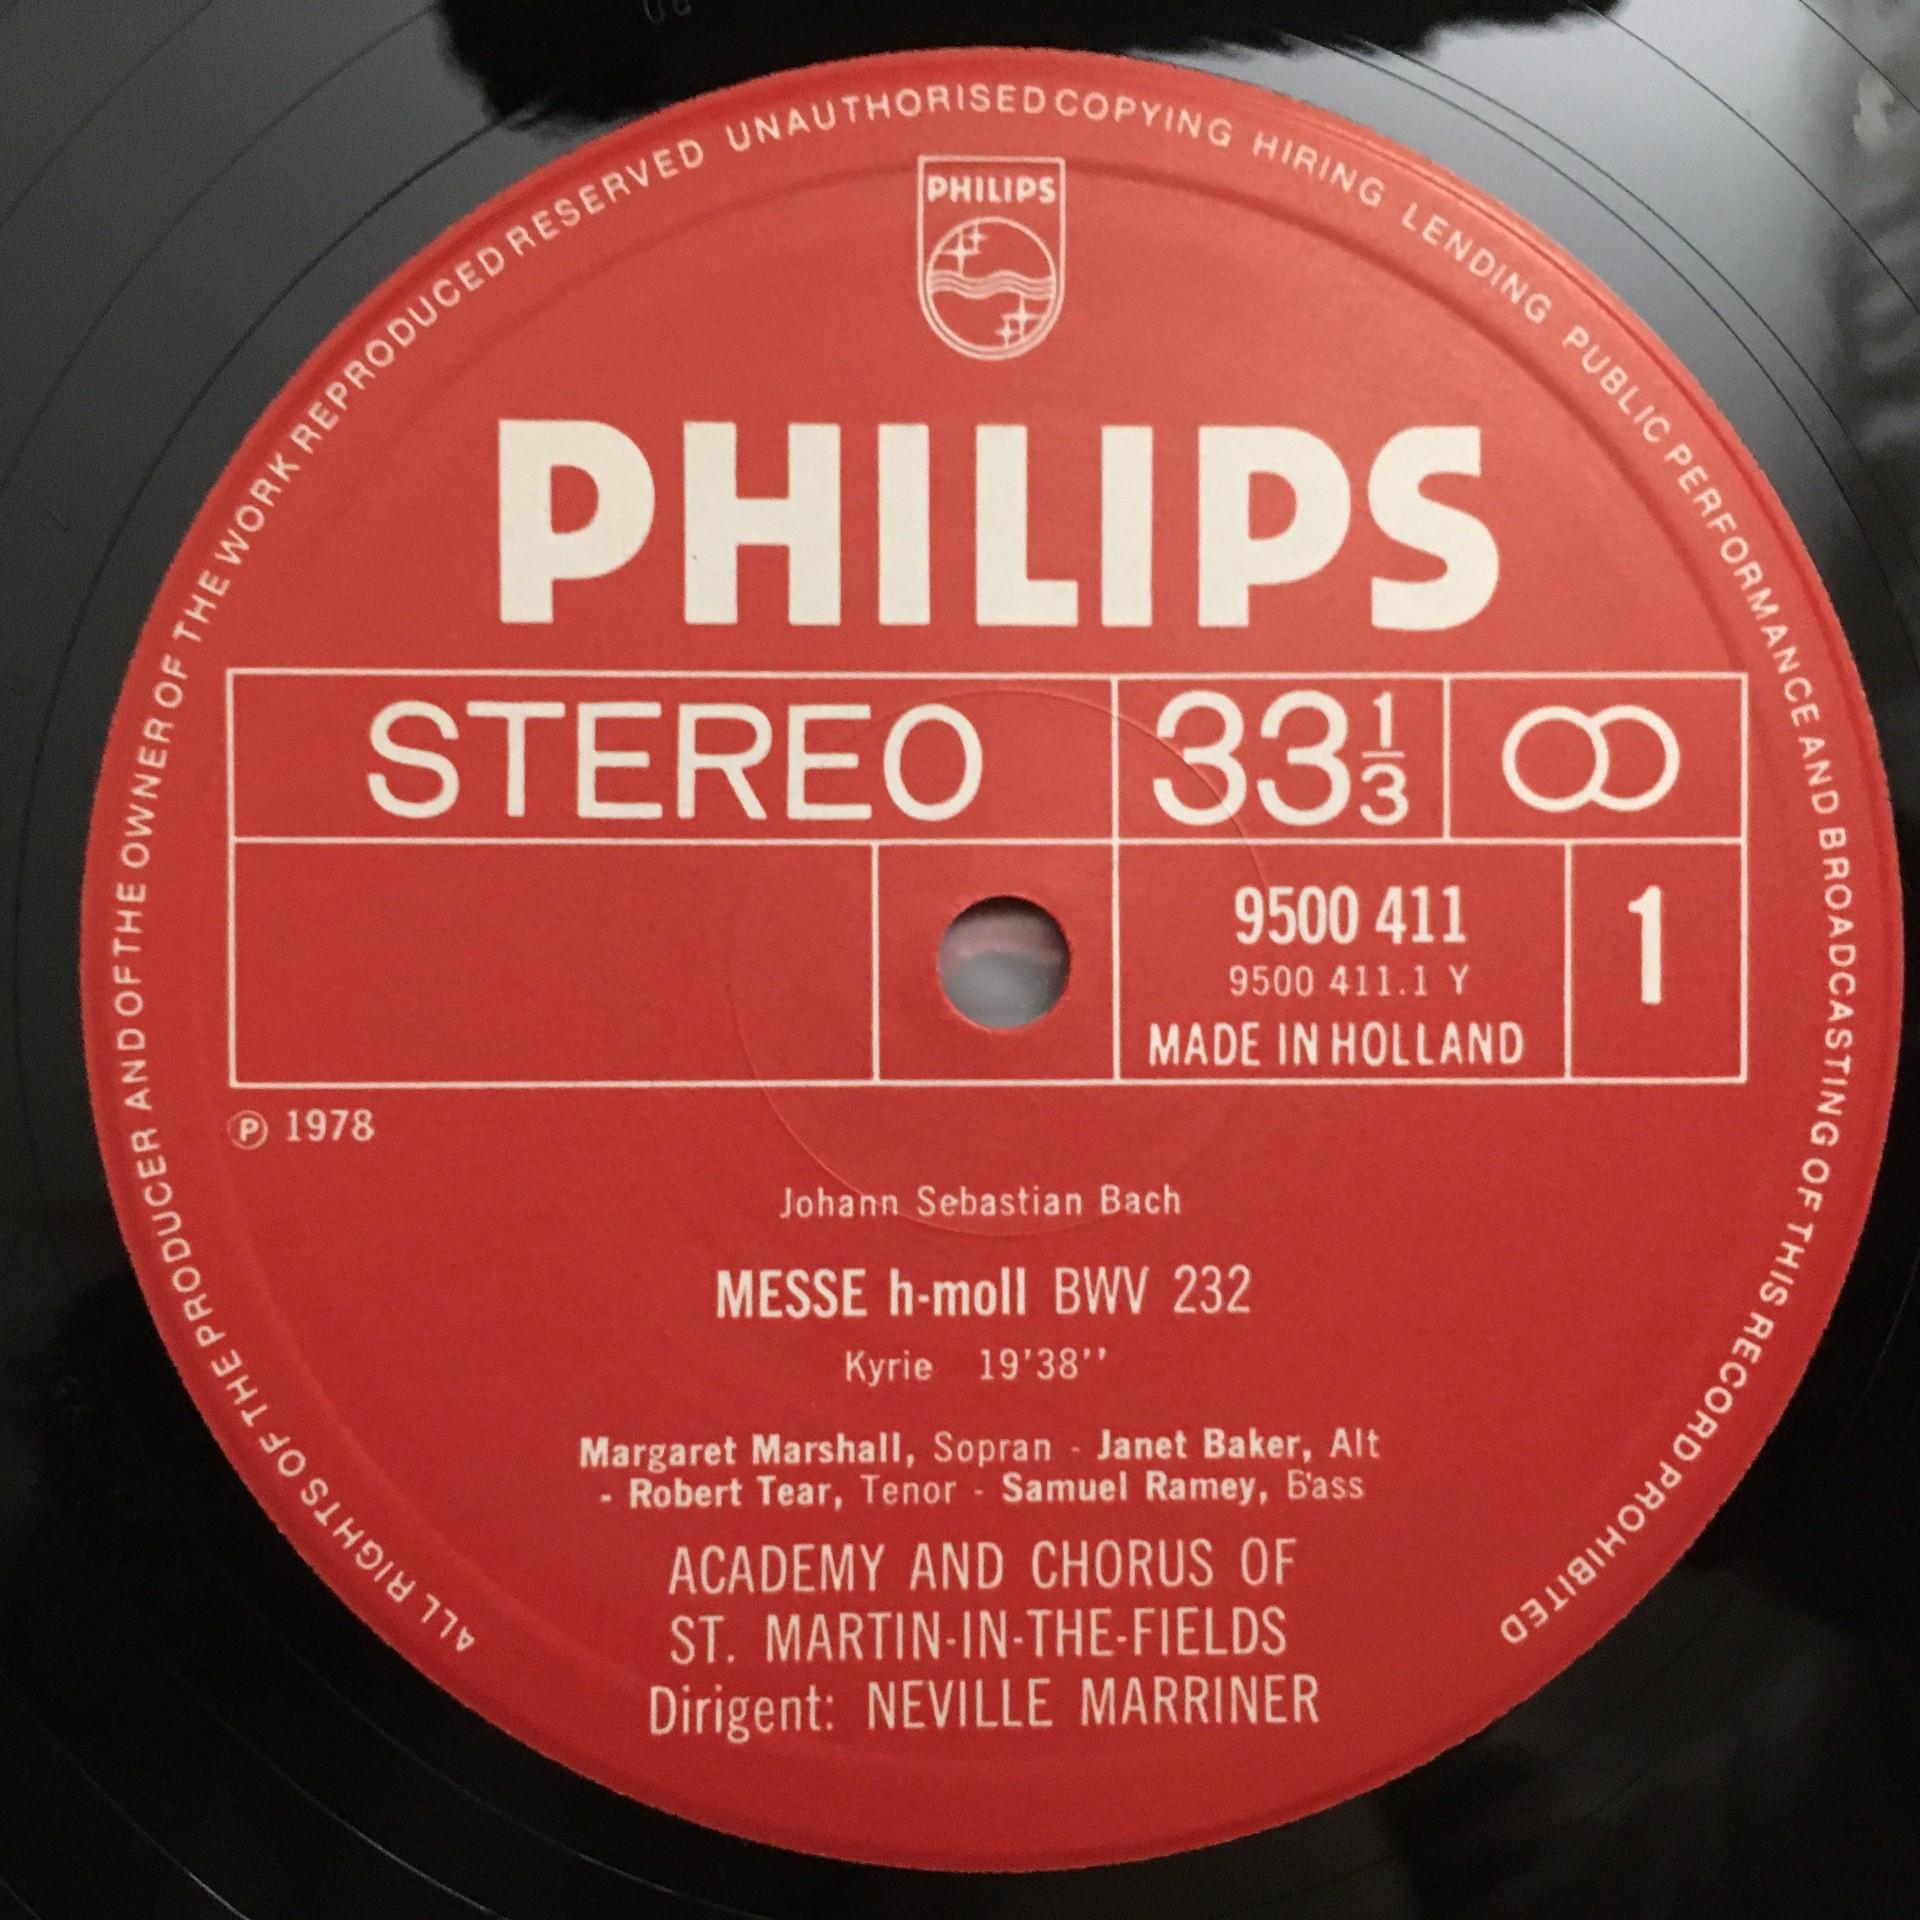 ALL RIGHTS OF THE PRODUCER AND OF THE OWNER OF THE WORK REPRODUCED RESERVED UNAUTHORISED COPYING HIRING LENDING PUBLIC PERFORMANCE AND BROADCASTING OF THIS RECORD PROHIBITED
PHILIPS
PHILIPS
STEREO 33 1/3
9500 411 1
9500 411.1 Y
MADE IN HOLLAND
℗ 1978
Johann Sebastian Bach
MESSE h-moll BWV 232
Kyrie 19'38''
Margaret Marshall, Sopran - Janet Baker, Alt
- Robert Tear, Tenor - Samuel Ramey, Bass
ACADEMY AND CHORUS OF
ST. MARTIN-IN-THE-FIELDS
Dirigent: NEVILLE MARRINER